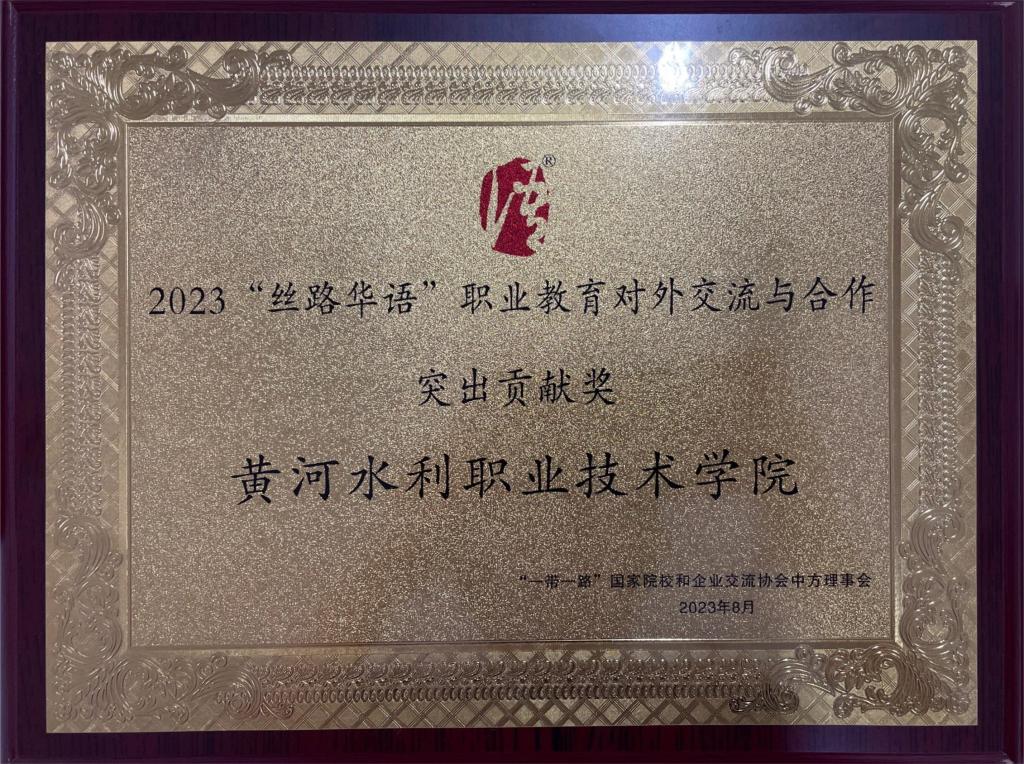 ®
2023“丝路华语”职业教育对外交流与合作
突出贡献奖
黄河水利职业技术学院
“一带一路”国家院校和企业交流协会中方理事会
2023年8月